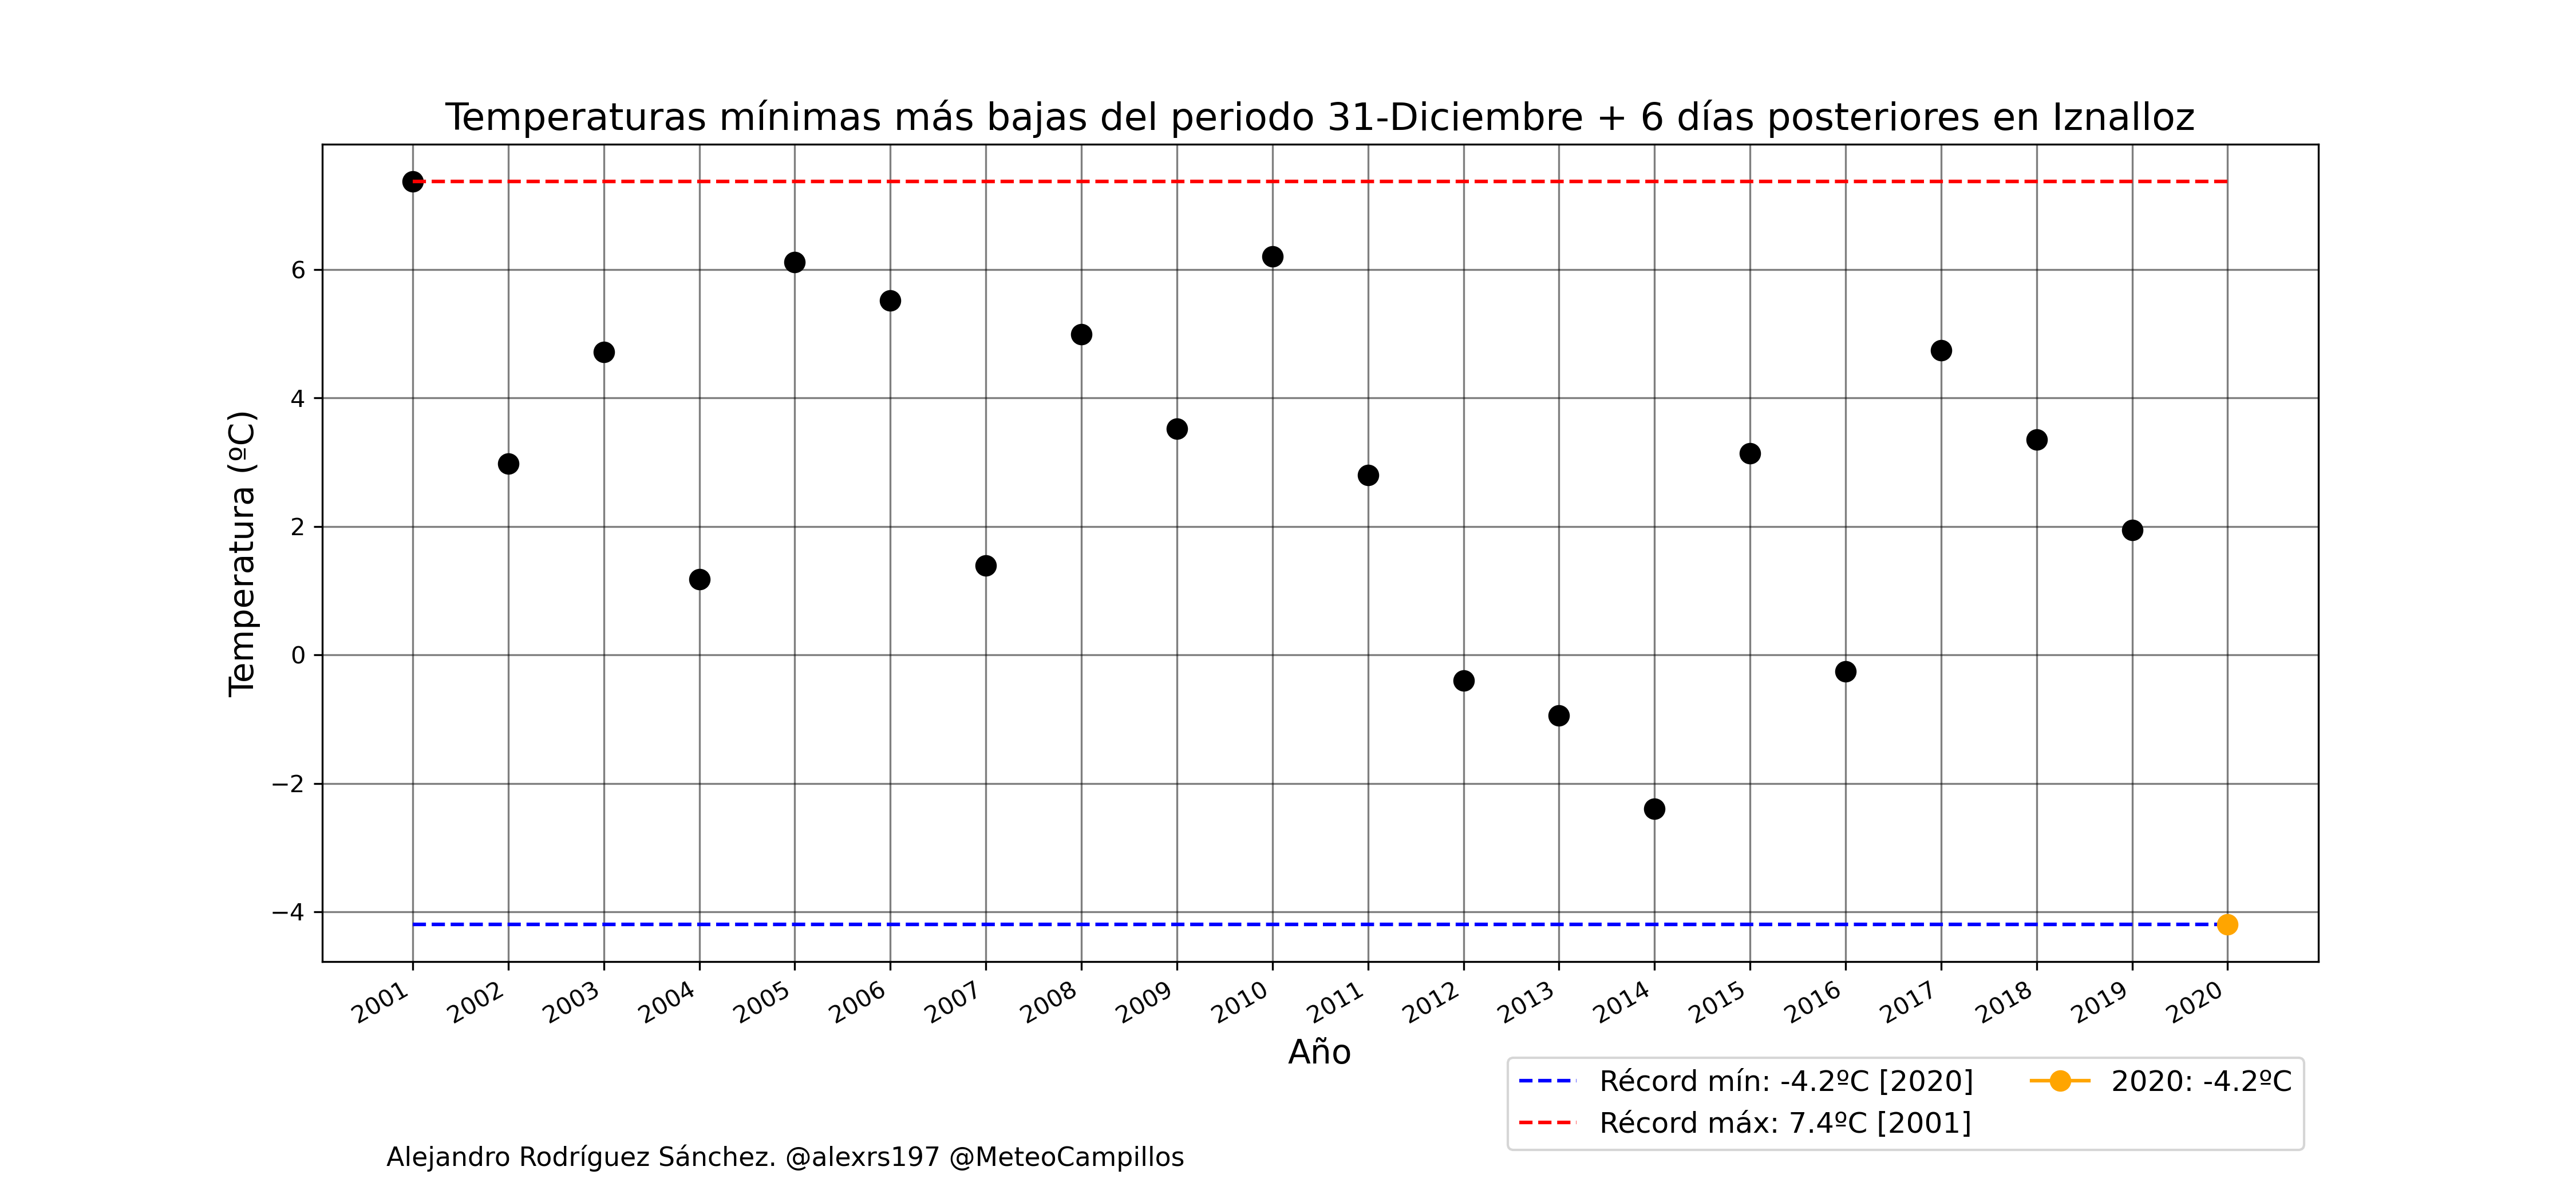 Temperaturas mínimas más bajas del periodo 31-Diciembre + 6 días posteriores en Iznalloz
Temperatura (ºC)
6
4
2
0
−2
−4
2001 2002 2003 2004 2005 2006 2007 2008 2009 2010 2011 2012 2013 2014 2015 2016 2017 2018 2019 2020
Año
Récord mín: -4.2ºC [2020]
Récord máx: 7.4ºC [2001]
2020: -4.2ºC
Alejandro Rodríguez Sánchez. @alexrs197 @MeteoCampillos